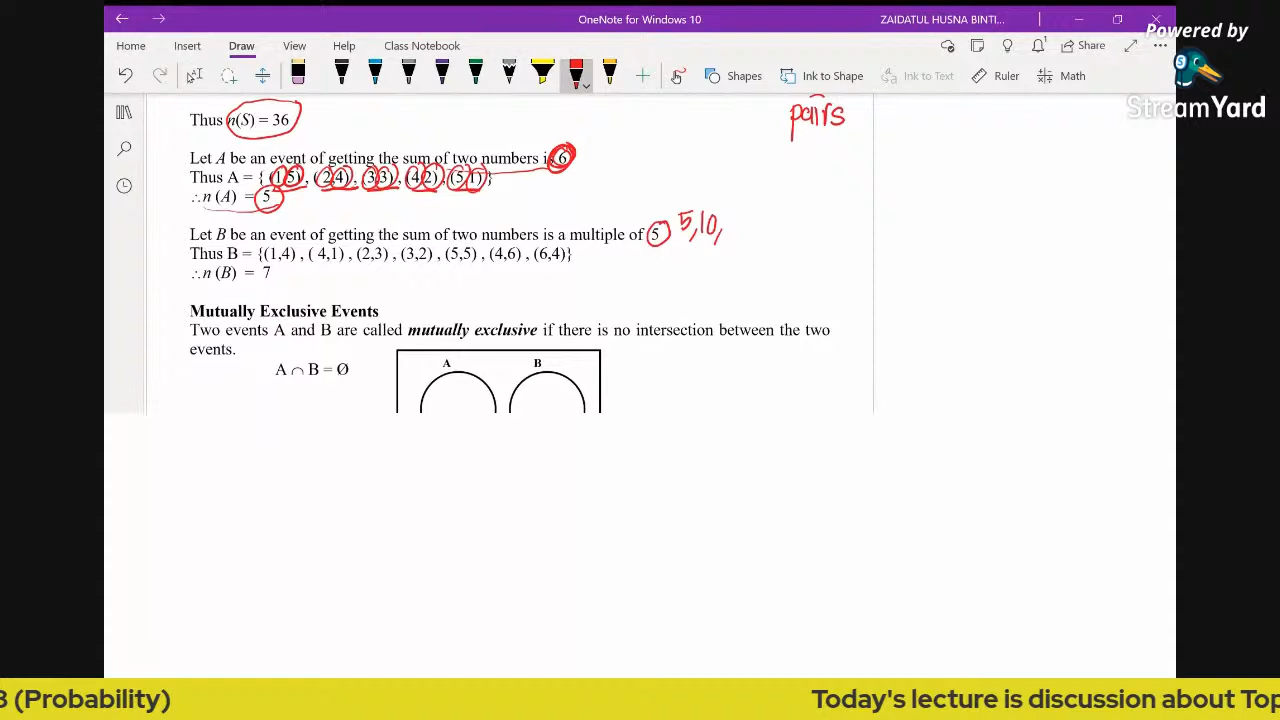 OneNote for Windows 10
ZAIDATUL HUSNA BINTI...
Powered by
StreamYard
Home Insert Draw View Help Class Notebook
Share
Shapes Ink to Shape Ink to Text Ruler Math
Thus n(S) = 36
pairs
Let A be an event of getting the sum of two numbers is 6
Thus A = { (1,5) , ( 2,4) , (3,3) , (4,2) , (5,1) }
∴n (A) = 5
Let B be an event of getting the sum of two numbers is a multiple of 5 5,10,
Thus B = {(1,4) , ( 4,1) , (2,3) , (3,2) , (5,5) , (4,6) , (6,4)}
∴n (B) = 7
Mutually Exclusive Events
Two events A and B are called mutually exclusive if there is no intersection between the two
events.
A ∩ B = Ø
A B
3 (Probability) Today's lecture is discussion about Top